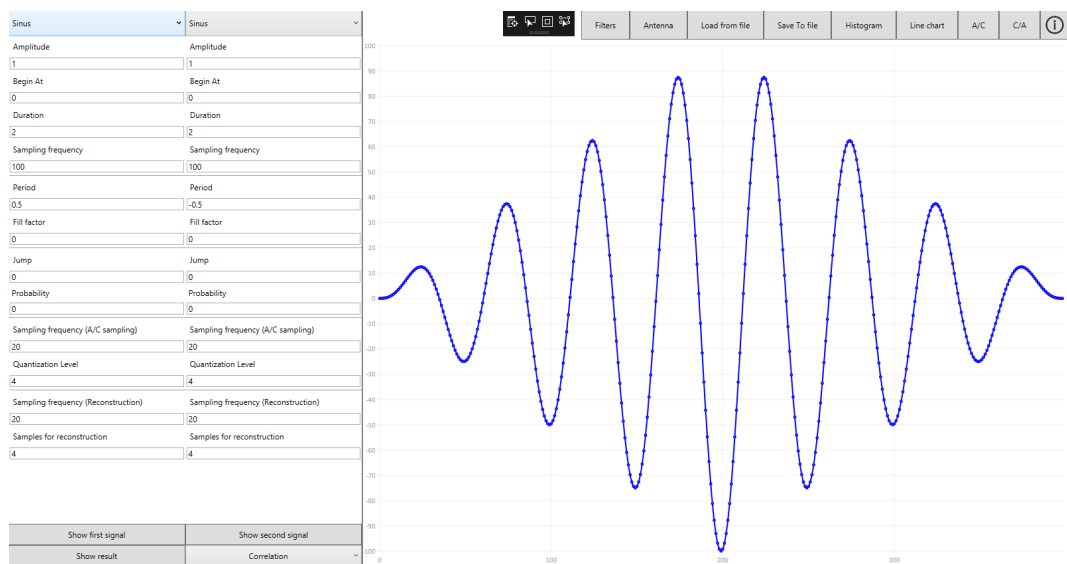 Sinus Sinus
Filters Antenna Load from file Save To file Histogram Line chart A/C C/A
Amplitude Amplitude
1 1
Begin At Begin At
0 0
Duration Duration
2 2
Sampling frequency Sampling frequency
100 100
Period Period
0.5 -0.5
Fill factor Fill factor
0 0
Jump Jump
0 0
Probability Probability
0 0
Sampling frequency (A/C sampling) Sampling frequency (A/C sampling)
20 20
Quantization Level Quantization Level
4 4
Sampling frequency (Reconstruction) Sampling frequency (Reconstruction)
20 20
Samples for reconstruction Samples for reconstruction
4 4
Show first signal Show second signal
Show result Correlation
100
90
80
70
60
50
40
30
20
10
0
-10
-20
-30
-40
-50
-60
-70
-80
-90
-100
0 100 200 300